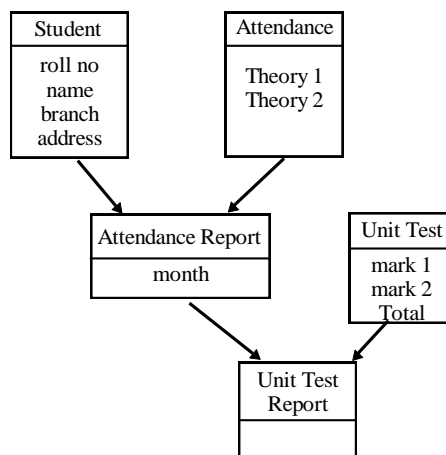 Student
roll no
name
branch
address
Attendance
Theory 1
Theory 2
Attendance Report
month
Unit Test
mark 1
mark 2
Total
Unit Test
Report